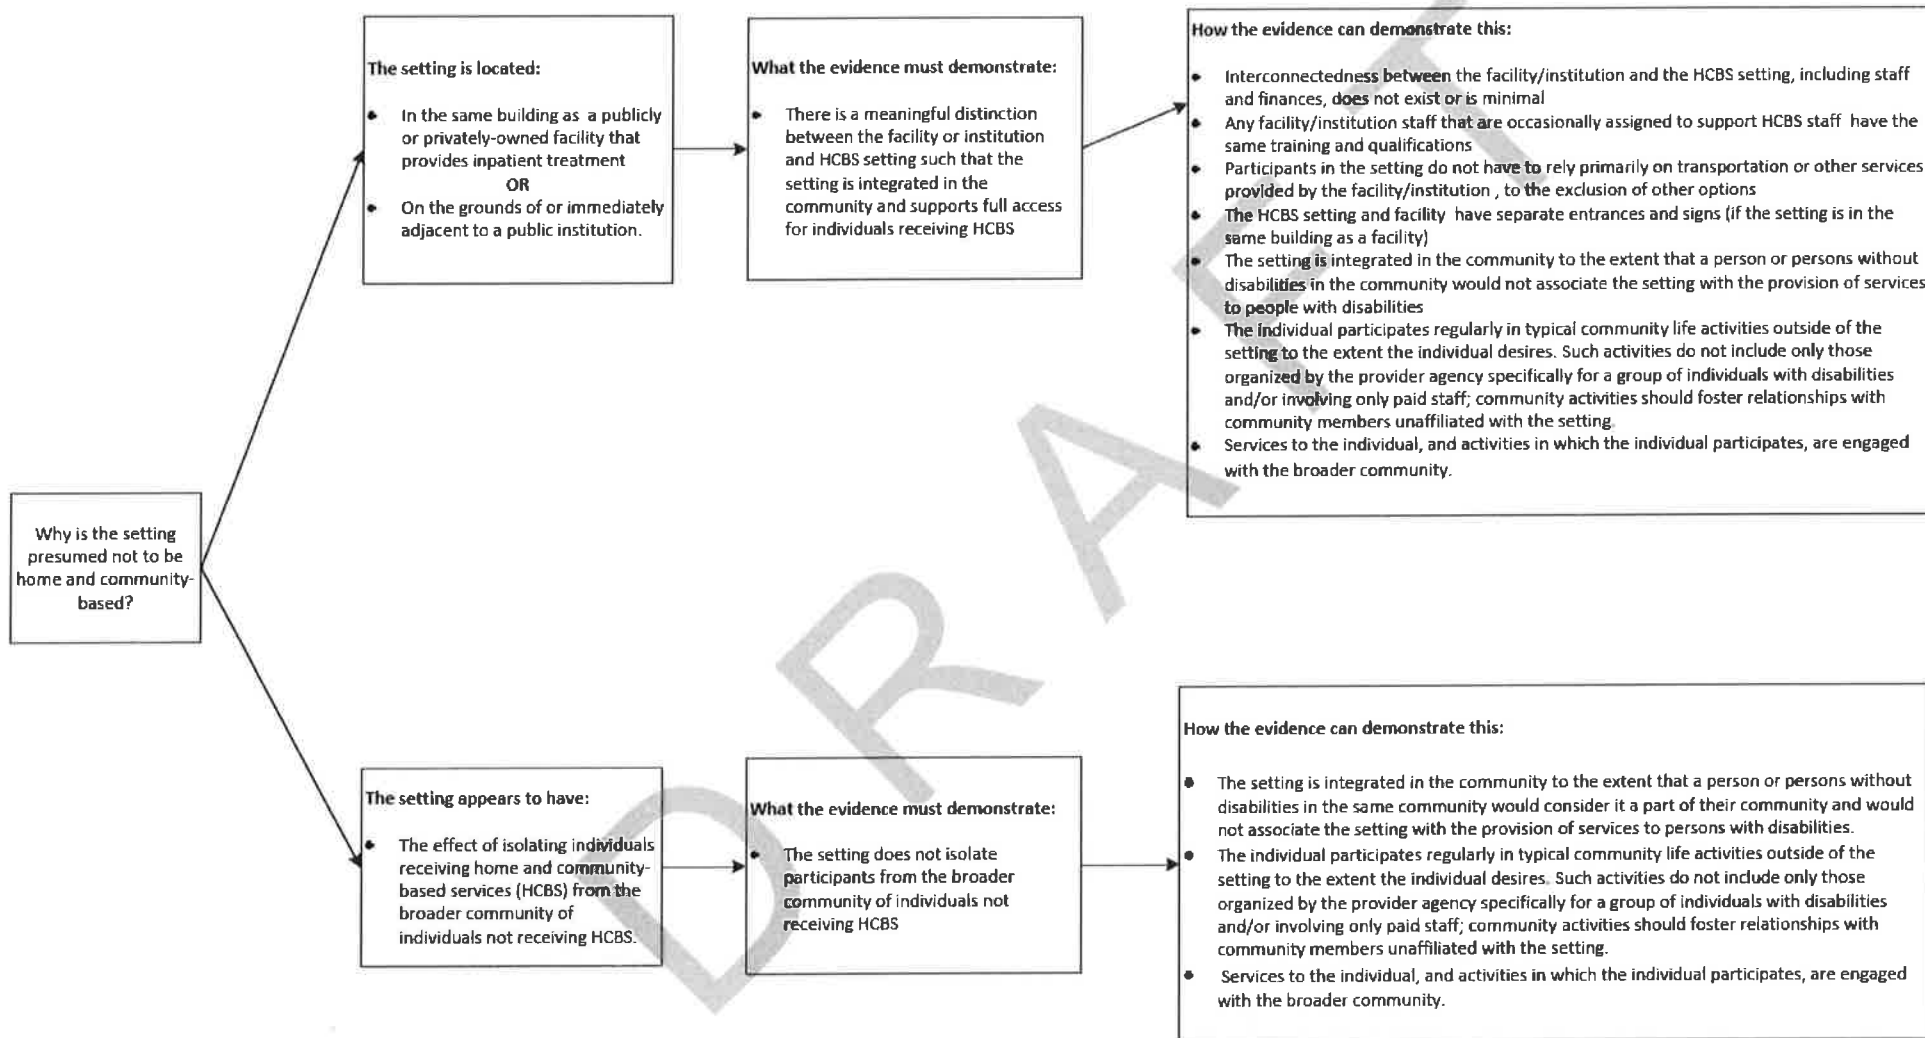 Why is the setting
presumed not to be
home and community-
based?
The setting is located:
• In the same building as a publicly
or privately-owned facility that
provides inpatient treatment
OR
• On the grounds of or immediately
adjacent to a public institution.
What the evidence must demonstrate:
• There is a meaningful distinction
between the facility or institution
and HCBS setting such that the
setting is integrated in the
community and supports full access
for individuals receiving HCBS
How the evidence can demonstrate this:
• Interconnectedness between the facility/institution and the HCBS setting, including staff
and finances, does not exist or is minimal
• Any facility/institution staff that are occasionally assigned to support HCBS staff have the
same training and qualifications
• Participants in the setting do not have to rely primarily on transportation or other services
provided by the facility/institution , to the exclusion of other options
• The HCBS setting and facility have separate entrances and signs (if the setting is in the
same building as a facility)
• The setting is integrated in the community to the extent that a person or persons without
disabilities in the community would not associate the setting with the provision of services
to people with disabilities
• The individual participates regularly in typical community life activities outside of the
setting to the extent the individual desires. Such activities do not include only those
organized by the provider agency specifically for a group of individuals with disabilities
and/or involving only paid staff; community activities should foster relationships with
community members unaffiliated with the setting.
• Services to the individual, and activities in which the individual participates, are engaged
with the broader community.
The setting appears to have:
• The effect of isolating individuals
receiving home and community-
based services (HCBS) from the
broader community of
individuals not receiving HCBS.
What the evidence must demonstrate:
• The setting does not isolate
participants from the broader
community of individuals not
receiving HCBS
How the evidence can demonstrate this:
• The setting is integrated in the community to the extent that a person or persons without
disabilities in the same community would consider it a part of their community and would
not associate the setting with the provision of services to persons with disabilities.
• The individual participates regularly in typical community life activities outside of the
setting to the extent the individual desires. Such activities do not include only those
organized by the provider agency specifically for a group of individuals with disabilities
and/or involving only paid staff; community activities should foster relationships with
community members unaffiliated with the setting.
• Services to the individual, and activities in which the individual participates, are engaged
with the broader community.
DRAFT